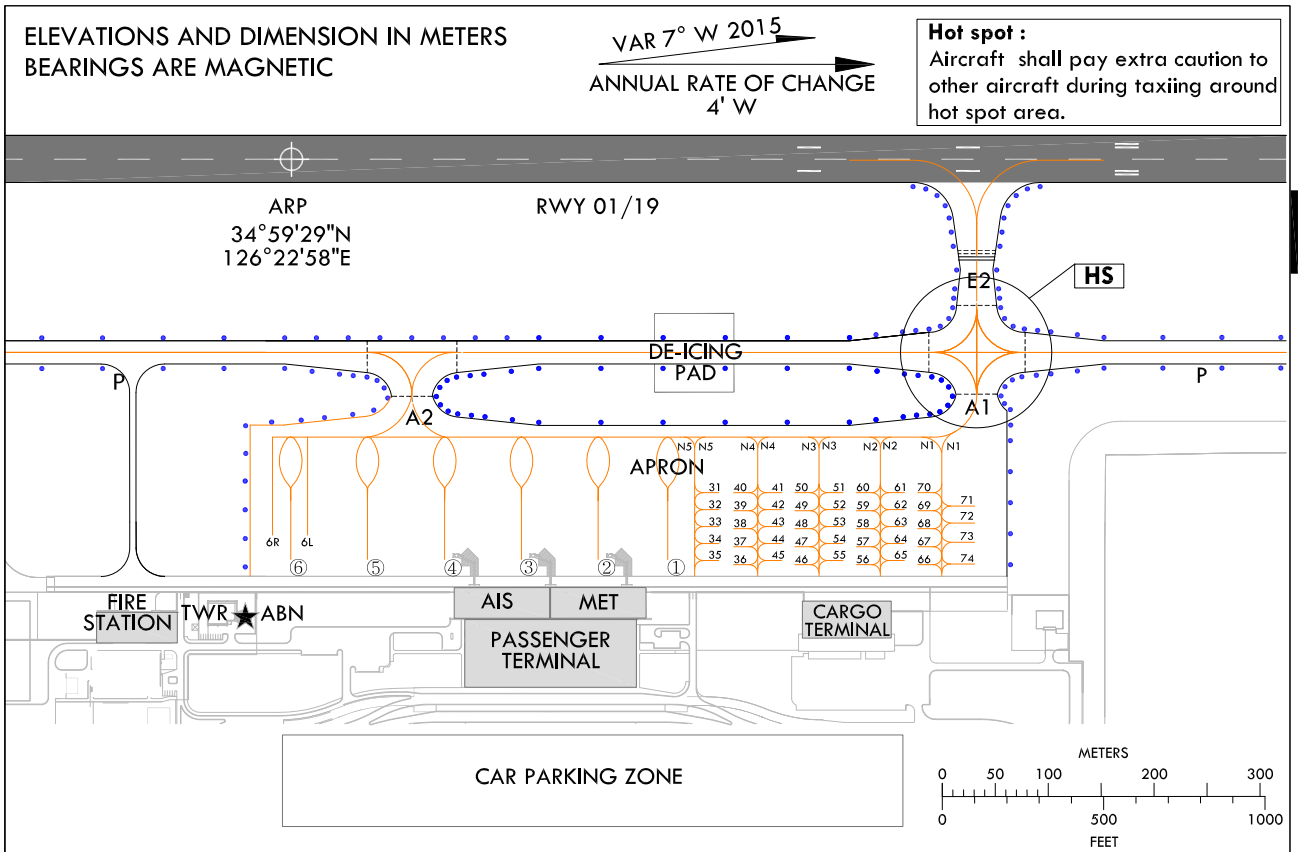 ELEVATIONS AND DIMENSION IN METERS
BEARINGS ARE MAGNETIC
VAR 7° W 2015
ANNUAL RATE OF CHANGE
4' W
Hot spot :
Aircraft shall pay extra caution to
other aircraft during taxiing around
hot spot area.
ARP
34°59'29"N
126°22'58"E
RWY 01/19
E2
HS
DE-ICING
PAD
P
P
A2
A1
APRON
N5 N5 N4 N4 N3 N3 N2 N2 N1 N1
31 40 41 50 51 60 61 70
71
32 39 42 49 52 59 62 69
72
33 38 43 48 53 58 63 68
73
34 37 44 47 54 57 64 67
74
35 36 45 46 55 56 65 66
6R 6L
⑥ ⑤ ④ ③ ② ①
FIRE
STATION
TWR ABN
AIS MET
PASSENGER
TERMINAL
CARGO
TERMINAL
CAR PARKING ZONE
METERS
0 50 100 200 300
0 500 1000
FEET